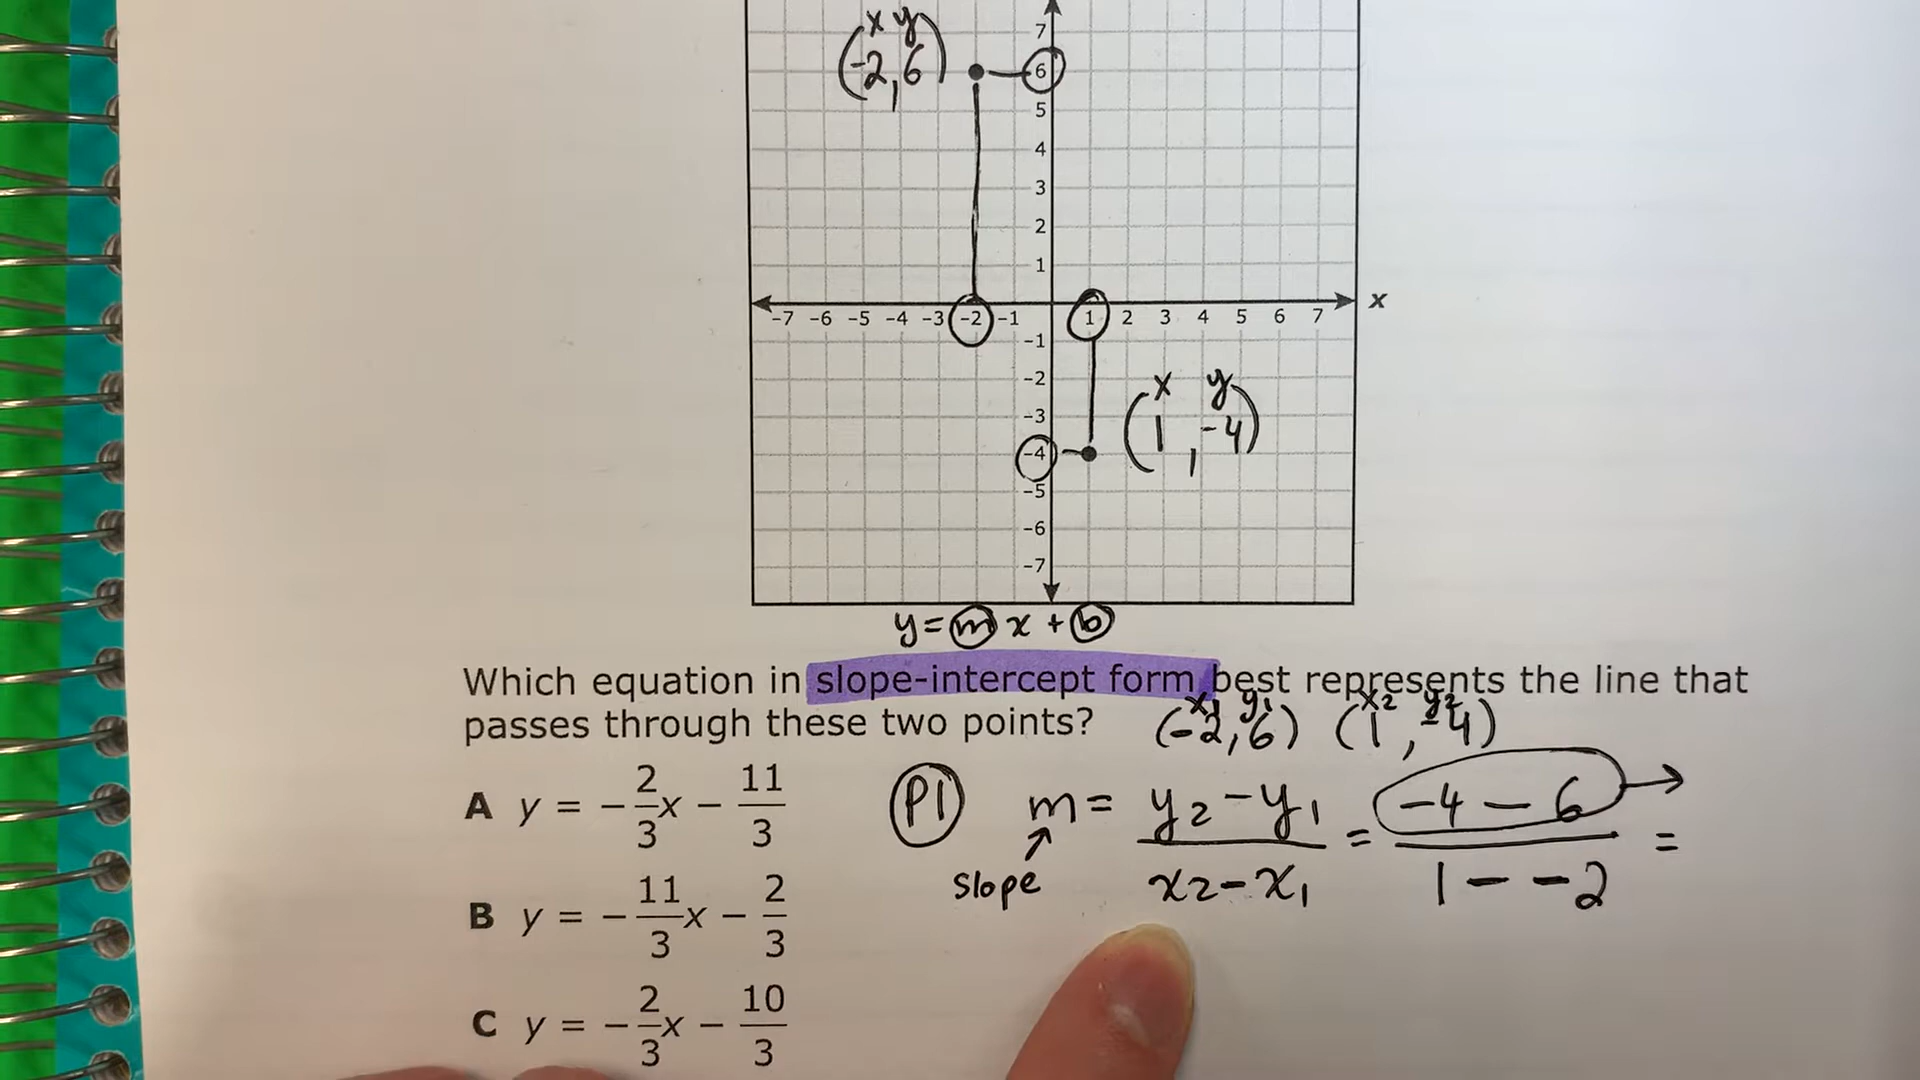 x y
(-2, 6)
7
6
5
4
3
2
1
x
-7 -6 -5 -4 -3 -2 -1 1 2 3 4 5 6 7
-1
-2
-3
-4
-5
-6
-7
x y
(1, -4)
y = m x + b
Which equation in slope-intercept form best represents the line that
passes through these two points?
x1 y1 x2 y2
(-2, 6) (1, -4)
A y = -2/3x - 11/3
B y = -11/3x - 2/3
C y = -2/3x - 10/3
P1 m = y2 - y1 / x2 - x1 = -4 - 6 / 1 - -2 =
slope